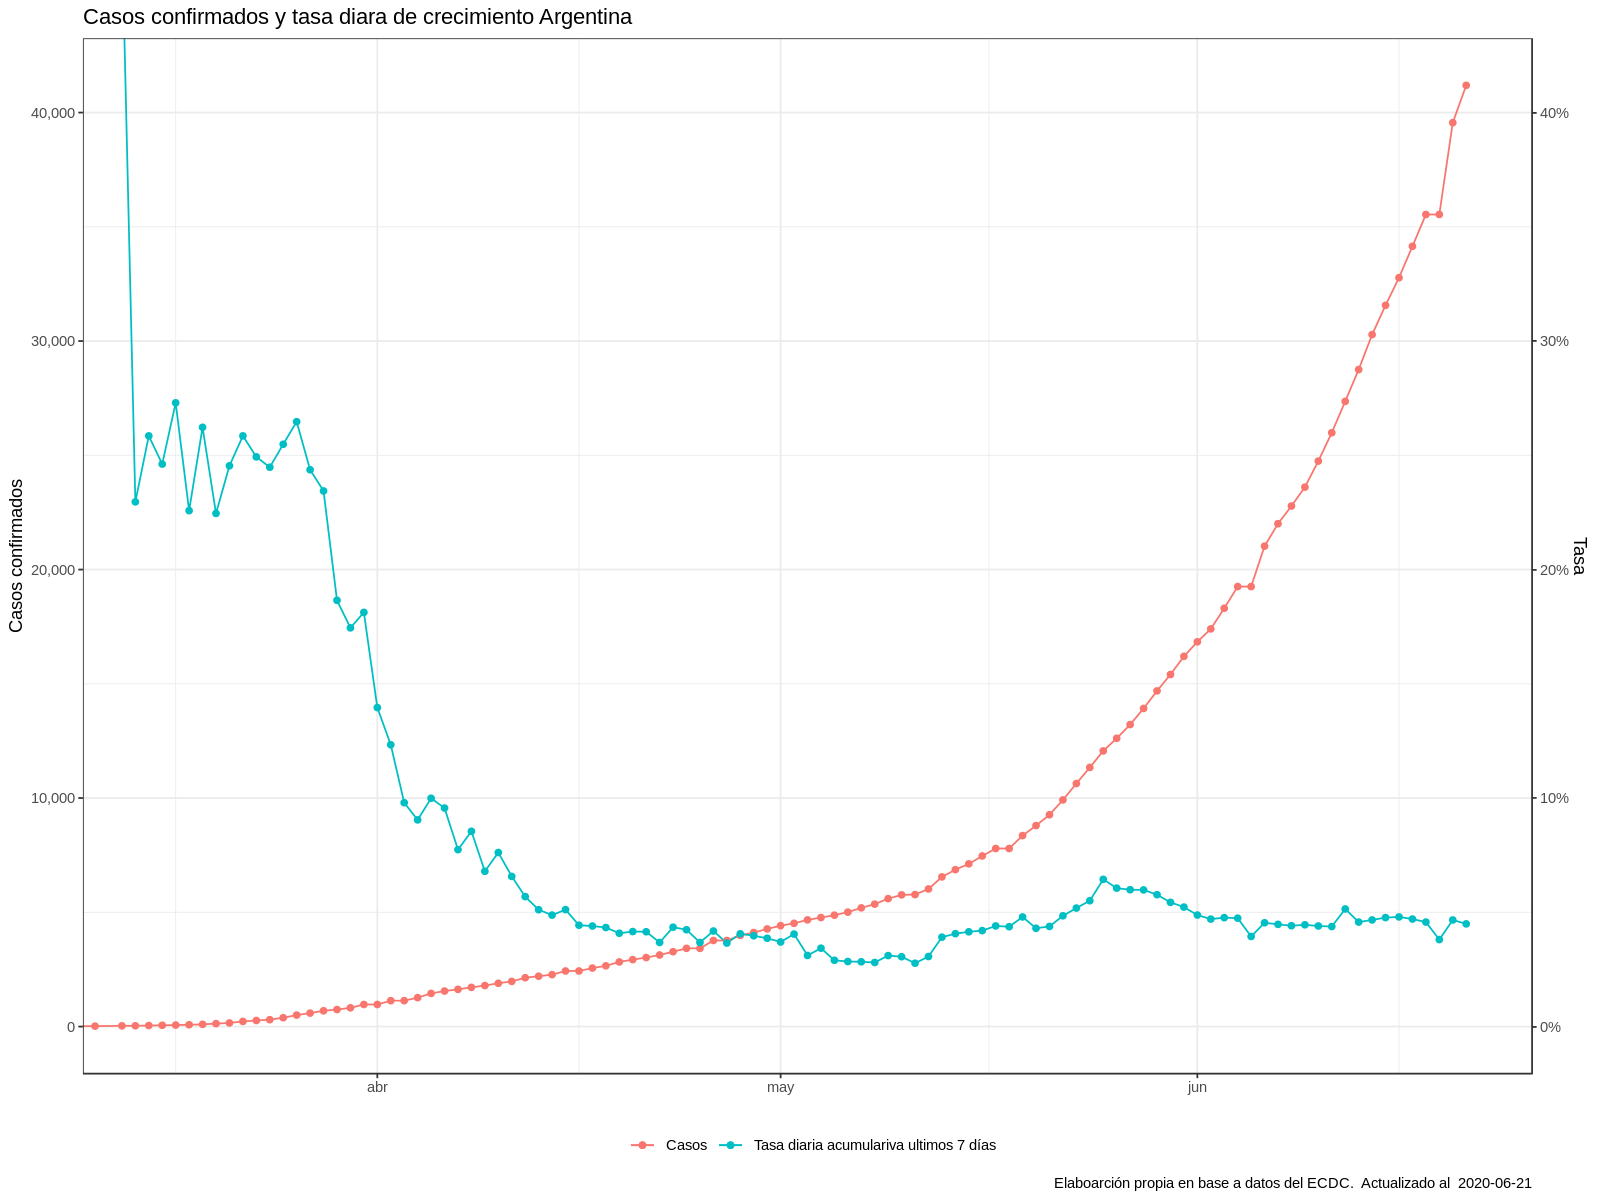 Casos confirmados y tasa diara de crecimiento Argentina
Casos confirmados
40,000
30,000
20,000
10,000
0
40%
30%
20%
10%
0%
Tasa
abr
may
jun
Casos
Tasa diaria acumulariva ultimos 7 días
Elaboarción propia en base a datos del ECDC.  Actualizado al  2020-06-21